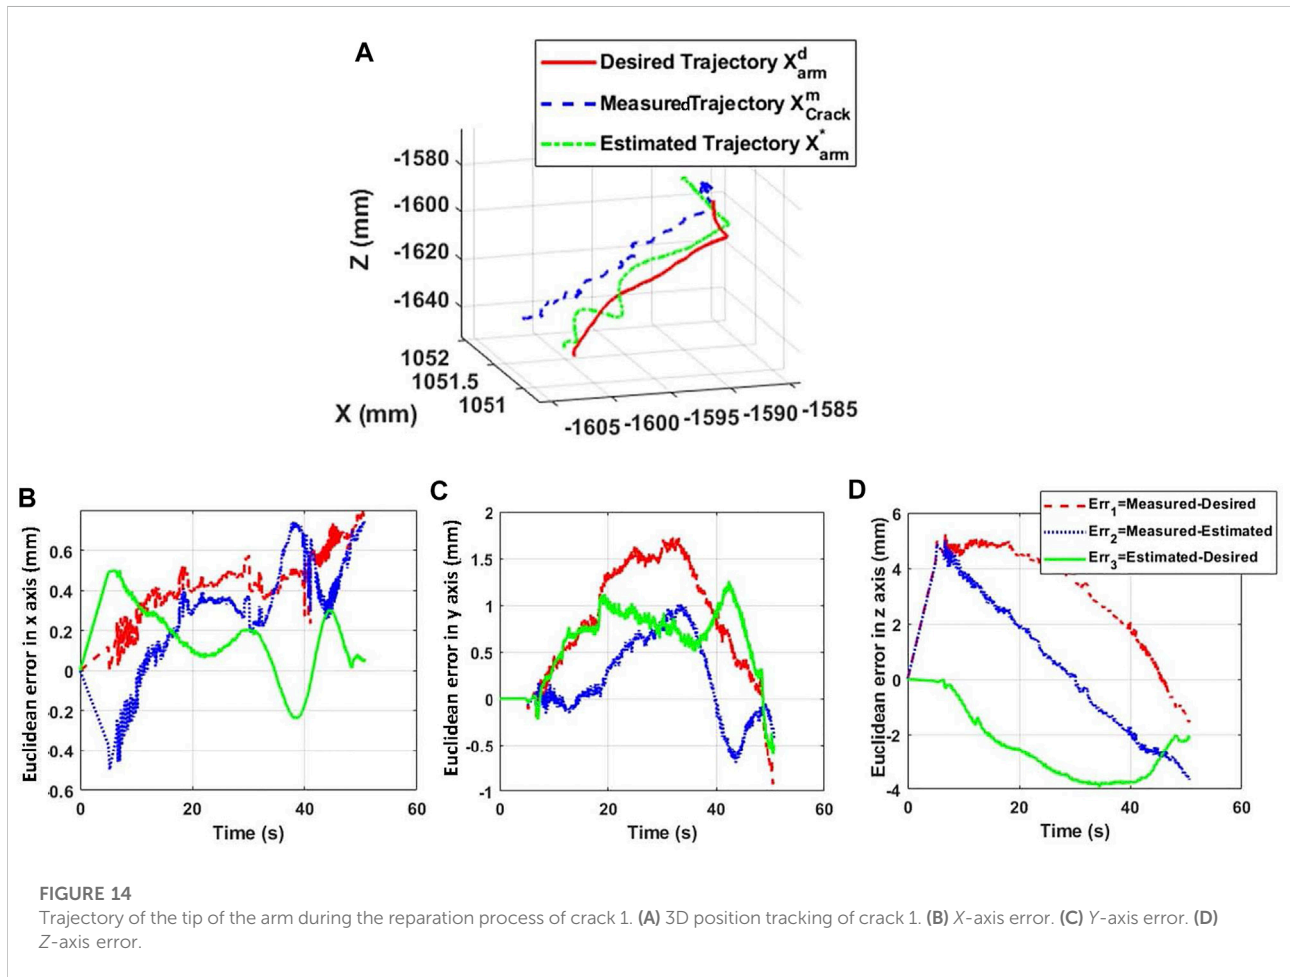 A
Desired Trajectory X^d_arm
Measured Trajectory X^m_Crack
Estimated Trajectory X^*_arm
Z (mm)
-1580
-1600
-1620
-1640
1052
1051.5
1051
X (mm)
-1605 -1600 -1595 -1590 -1585
B
Euclidean error in x axis (mm)
0.6
0.4
0.2
0
0.2
0.4
0.6
0 20 40 60
Time (s)
C
Euclidean error in y axis (mm)
2
1.5
1
0.5
0
-0.5
-1
0 20 40 60
Time (s)
D
Err1=Measured-Desired
Err2=Measured-Estimated
Err3=Estimated-Desired
Euclidean error in z axis (mm)
6
4
2
0
-2
-4
0 20 40 60
Time (s)
FIGURE 14
Trajectory of the tip of the arm during the reparation process of crack 1. (A) 3D position tracking of crack 1. (B) X-axis error. (C) Y-axis error. (D)
Z-axis error.